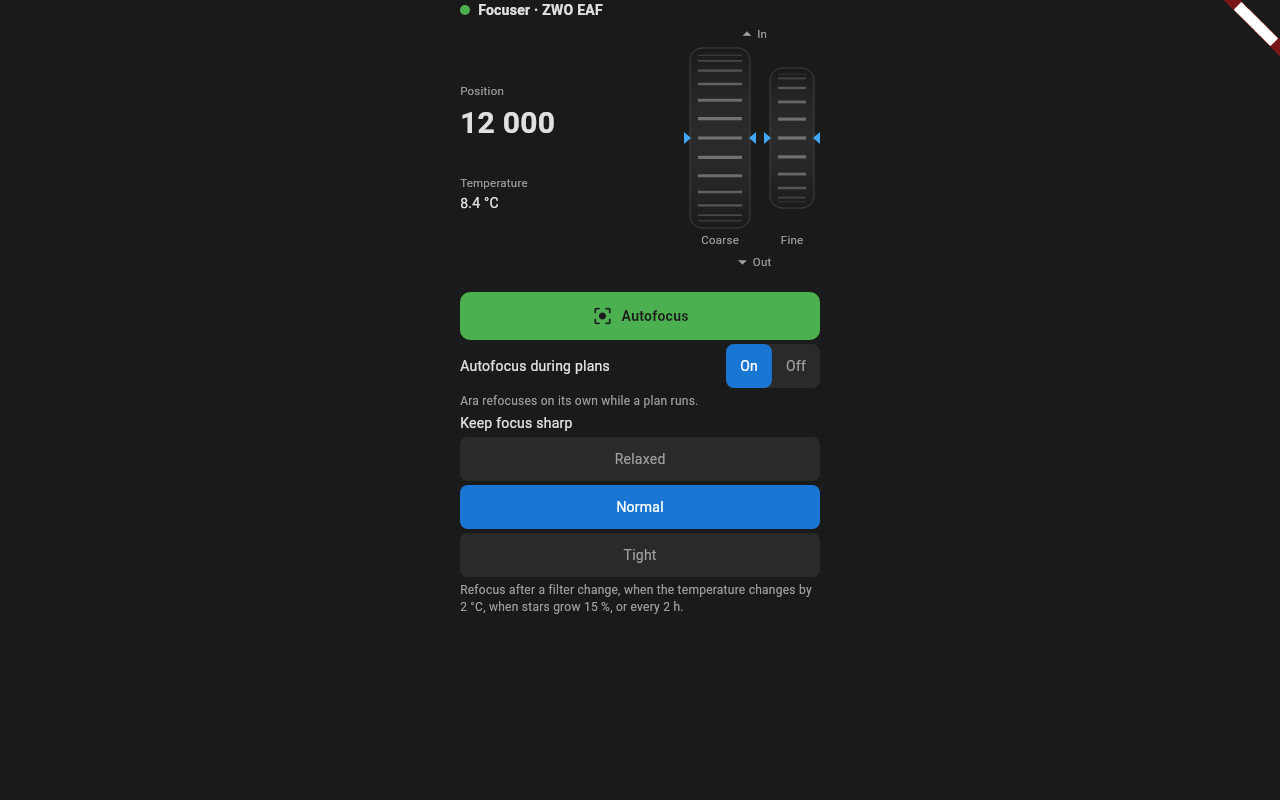 Focuser · ZWO EAF
In
Position
12 000
Temperature
8.4 °C
Coarse
Fine
Out
Autofocus
Autofocus during plans
On
Off
Ara refocuses on its own while a plan runs.
Keep focus sharp
Relaxed
Normal
Tight
Refocus after a filter change, when the temperature changes by
2 °C, when stars grow 15 %, or every 2 h.